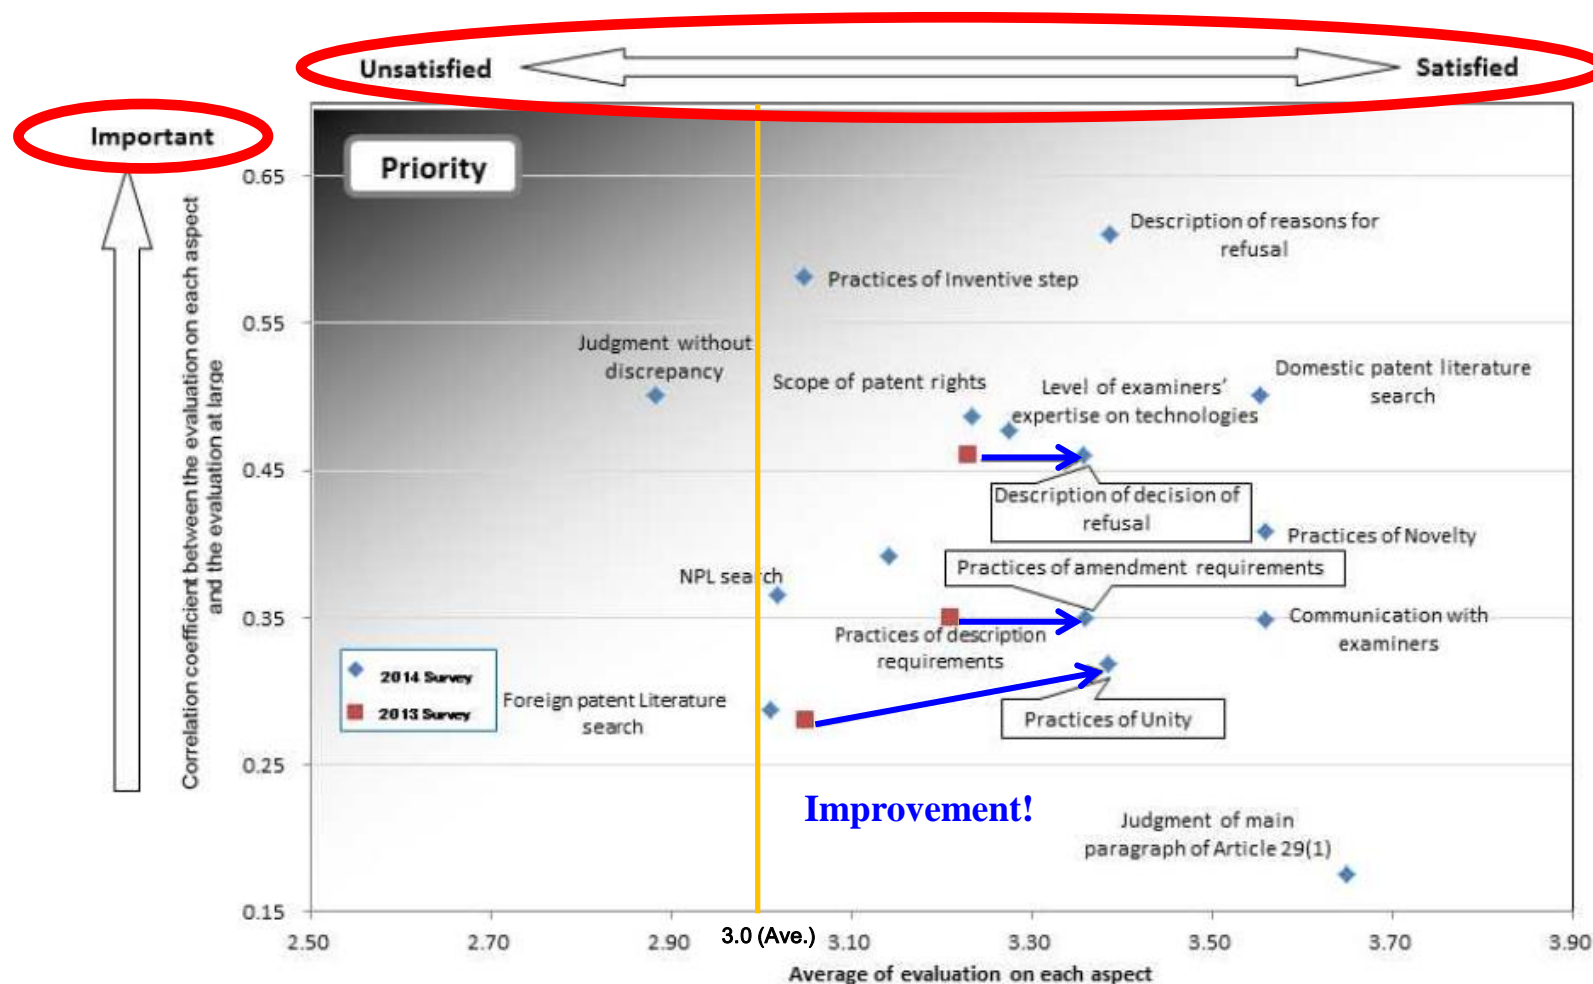 Unsatisfied
Satisfied
Important
Priority
Correlation coefficient between the evaluation on each aspect
and the evaluation at large
0.65
0.55
0.45
0.35
0.25
0.15
Description of reasons for
refusal
Practices of Inventive step
Judgment without
discrepancy
Scope of patent rights
Level of examiners’
expertise on technologies
Domestic patent literature
search
Description of decision of
refusal
Practices of Novelty
Practices of amendment requirements
NPL search
Practices of description
requirements
Communication with
examiners
2014 Survey
2013 Survey
Foreign patent Literature
search
Practices of Unity
Improvement!
Judgment of main
paragraph of Article 29(1)
2.50
2.70
2.90
3.0 (Ave.)
3.10
3.30
3.50
3.70
3.90
Average of evaluation on each aspect